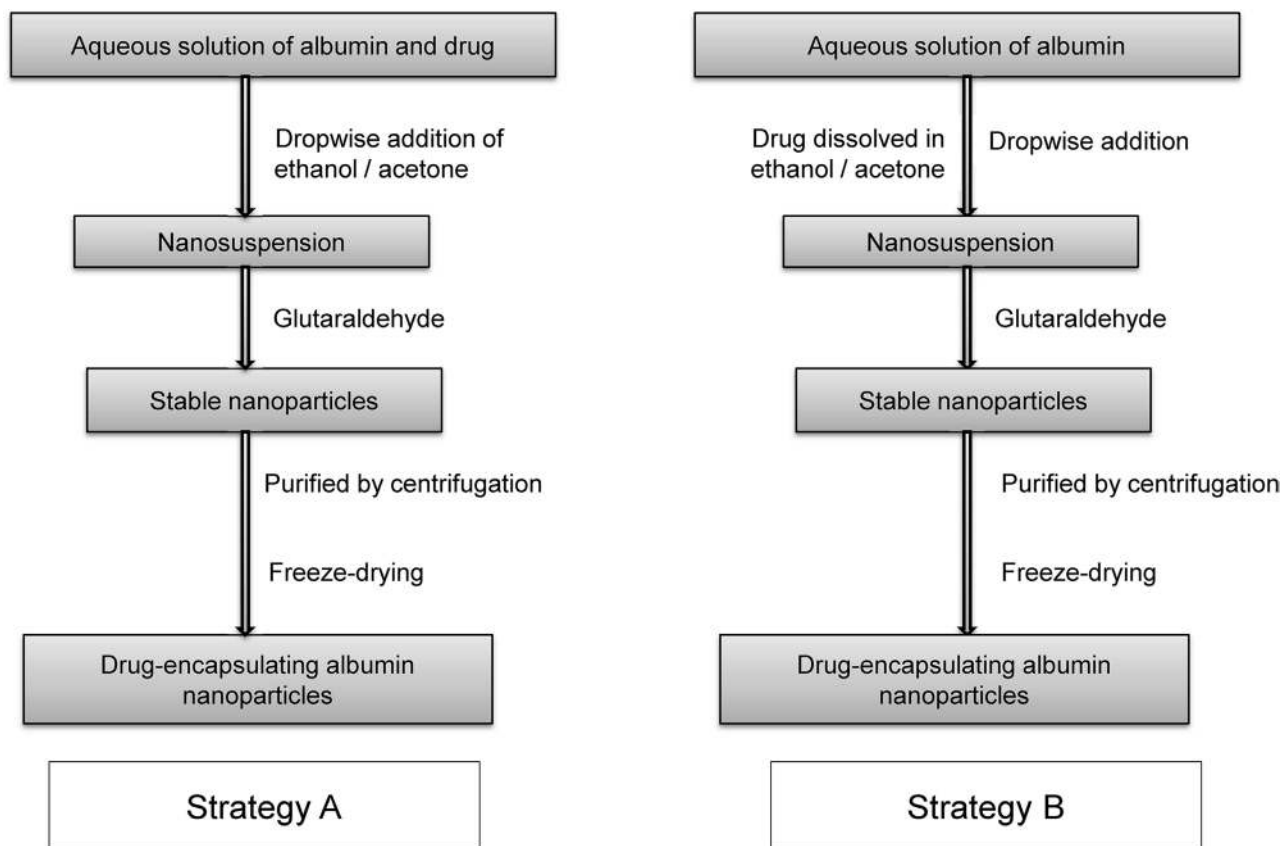 Aqueous solution of albumin and drug
Dropwise addition of
ethanol / acetone
Nanosuspension
Glutaraldehyde
Stable nanoparticles
Purified by centrifugation
Freeze-drying
Drug-encapsulating albumin
nanoparticles
Strategy A
Aqueous solution of albumin
Drug dissolved in
ethanol / acetone
Dropwise addition
Nanosuspension
Glutaraldehyde
Stable nanoparticles
Purified by centrifugation
Freeze-drying
Drug-encapsulating albumin
nanoparticles
Strategy B